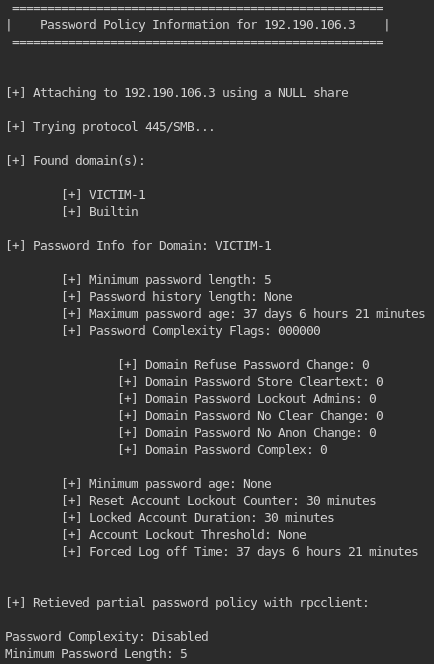 ==================================================
|    Password Policy Information for 192.190.106.3    |
==================================================
[+] Attaching to 192.190.106.3 using a NULL share
[+] Trying protocol 445/SMB...
[+] Found domain(s):
[+] VICTIM-1
[+] Builtin
[+] Password Info for Domain: VICTIM-1
[+] Minimum password length: 5
[+] Password history length: None
[+] Maximum password age: 37 days 6 hours 21 minutes
[+] Password Complexity Flags: 000000
[+] Domain Refuse Password Change: 0
[+] Domain Password Store Cleartext: 0
[+] Domain Password Lockout Admins: 0
[+] Domain Password No Clear Change: 0
[+] Domain Password No Anon Change: 0
[+] Domain Password Complex: 0
[+] Minimum password age: None
[+] Reset Account Lockout Counter: 30 minutes
[+] Locked Account Duration: 30 minutes
[+] Account Lockout Threshold: None
[+] Forced Log off Time: 37 days 6 hours 21 minutes
[+] Retieved partial password policy with rpcclient:
Password Complexity: Disabled
Minimum Password Length: 5